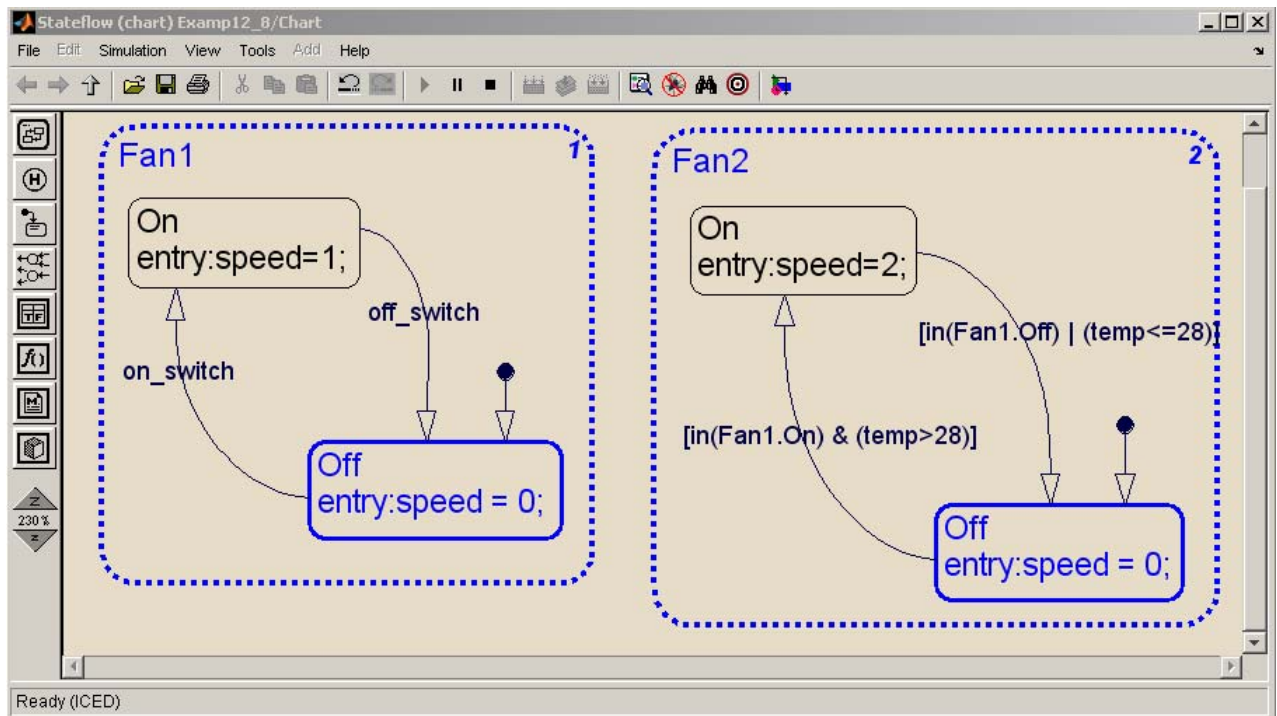 Stateflow (chart) Examp12_8/Chart
File Edit Simulation View Tools Add Help
Fan1
1
On
entry:speed=1;
off_switch
on_switch
Off
entry:speed = 0;
Fan2
2
On
entry:speed=2;
[in(Fan1.Off) | (temp<=28)]
[in(Fan1.On) & (temp>28)]
Off
entry:speed = 0;
H
TF
f()
M
Z
230%
Z
Ready (ICED)